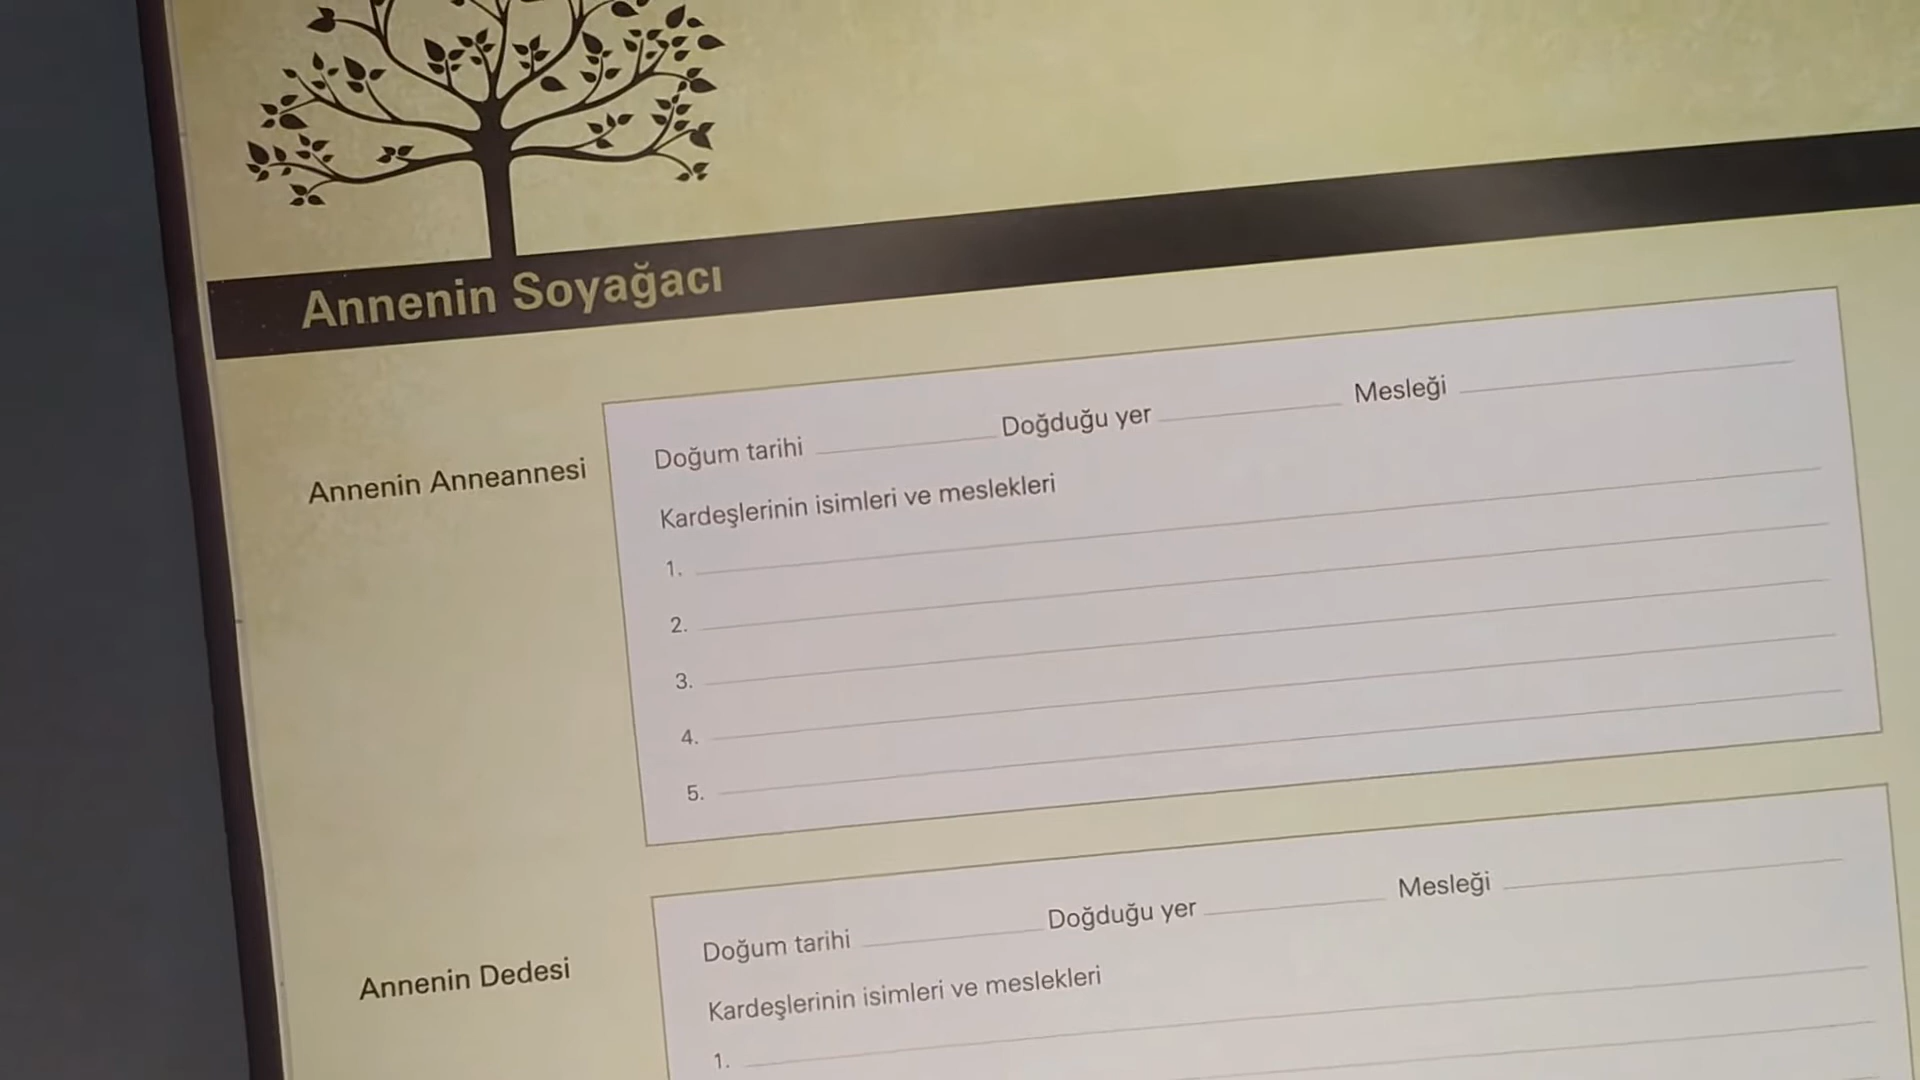 Annenin Soyağacı
Annenin Anneannesi
Doğum tarihi Doğduğu yer Mesleği
Kardeşlerinin isimleri ve meslekleri
1.
2.
3.
4.
5.
Annenin Dedesi
Doğum tarihi Doğduğu yer Mesleği
Kardeşlerinin isimleri ve meslekleri
1.